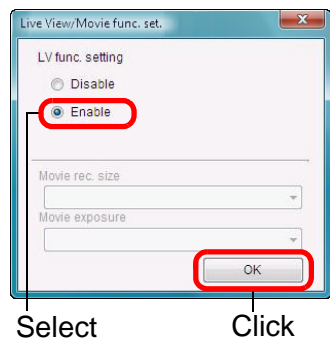 Live View/Movie func. set.
LV func. setting
Disable
Enable
Movie rec. size
Movie exposure
OK
Select Click